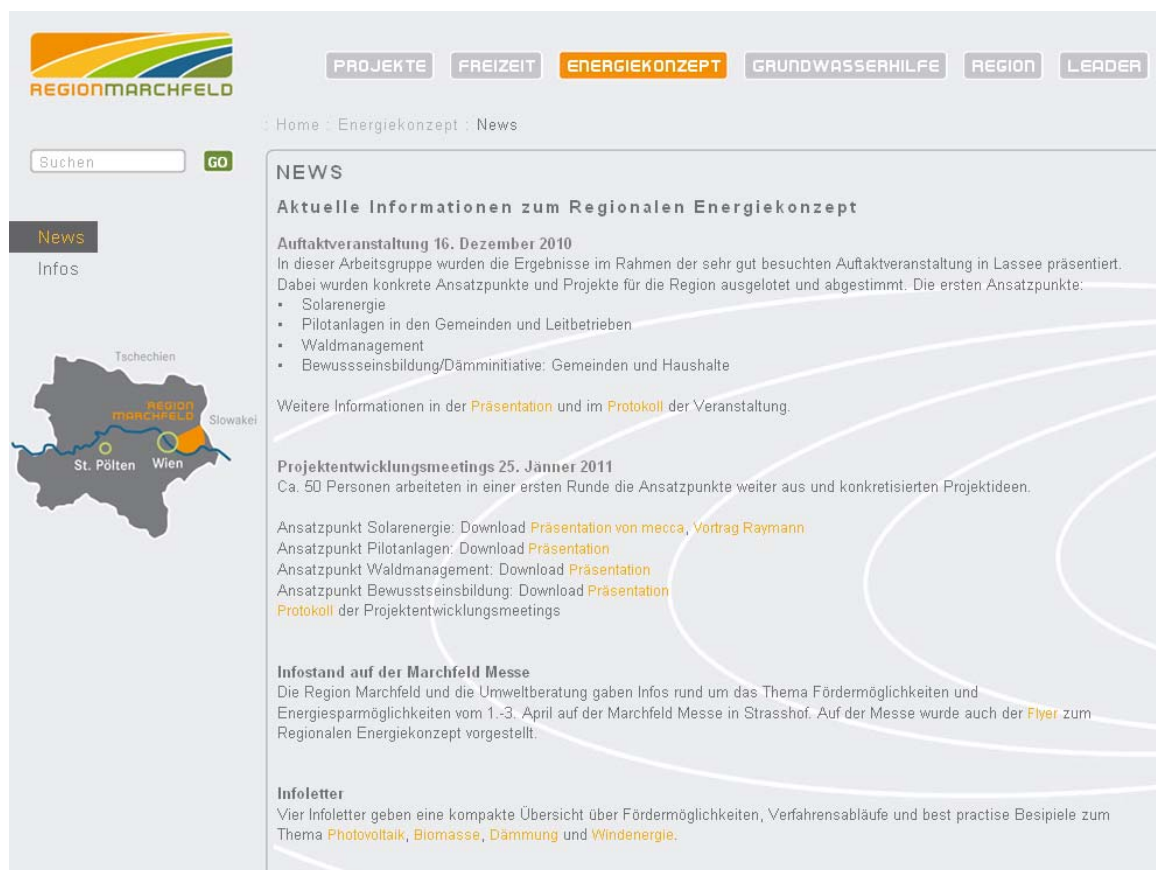 REGIONMARCHFELD
PROJEKTE FREIZEIT ENERGIEKONZEPT GRUNDWASSERHILFE REGION LEADER
: Home : Energiekonzept : News
Suchen GO
News
Infos
Tschechien
REGION
MARCHFELD
Slowakei
St. Pölten Wien
NEWS
Aktuelle Informationen zum Regionalen Energiekonzept
Auftaktveranstaltung 16. Dezember 2010
In dieser Arbeitsgruppe wurden die Ergebnisse im Rahmen der sehr gut besuchten Auftaktveranstaltung in Lassee präsentiert.
Dabei wurden konkrete Ansatzpunkte und Projekte für die Region ausgelotet und abgestimmt. Die ersten Ansatzpunkte:
▪ Solarenergie
▪ Pilotanlagen in den Gemeinden und Leitbetrieben
▪ Waldmanagement
▪ Bewussseinsbildung/Dämminitiative: Gemeinden und Haushalte
Weitere Informationen in der Präsentation und im Protokoll der Veranstaltung.
Projektentwicklungsmeetings 25. Jänner 2011
Ca. 50 Personen arbeiteten in einer ersten Runde die Ansatzpunkte weiter aus und konkretisierten Projektideen.
Ansatzpunkt Solarenergie: Download Präsentation von mecca, Vortrag Raymann
Ansatzpunkt Pilotanlagen: Download Präsentation
Ansatzpunkt Waldmanagement: Download Präsentation
Ansatzpunkt Bewusstseinsbildung: Download Präsentation
Protokoll der Projektentwicklungsmeetings
Infostand auf der Marchfeld Messe
Die Region Marchfeld und die Umweltberatung gaben Infos rund um das Thema Fördermöglichkeiten und
Energiesparmöglichkeiten vom 1.-3. April auf der Marchfeld Messe in Strasshof. Auf der Messe wurde auch der Flyer zum
Regionalen Energiekonzept vorgestellt.
Infoletter
Vier Infoletter geben eine kompakte Übersicht über Fördermöglichkeiten, Verfahrensabläufe und best practise Besipiele zum
Thema Photovoltaik, Biomasse, Dämmung und Windenergie.